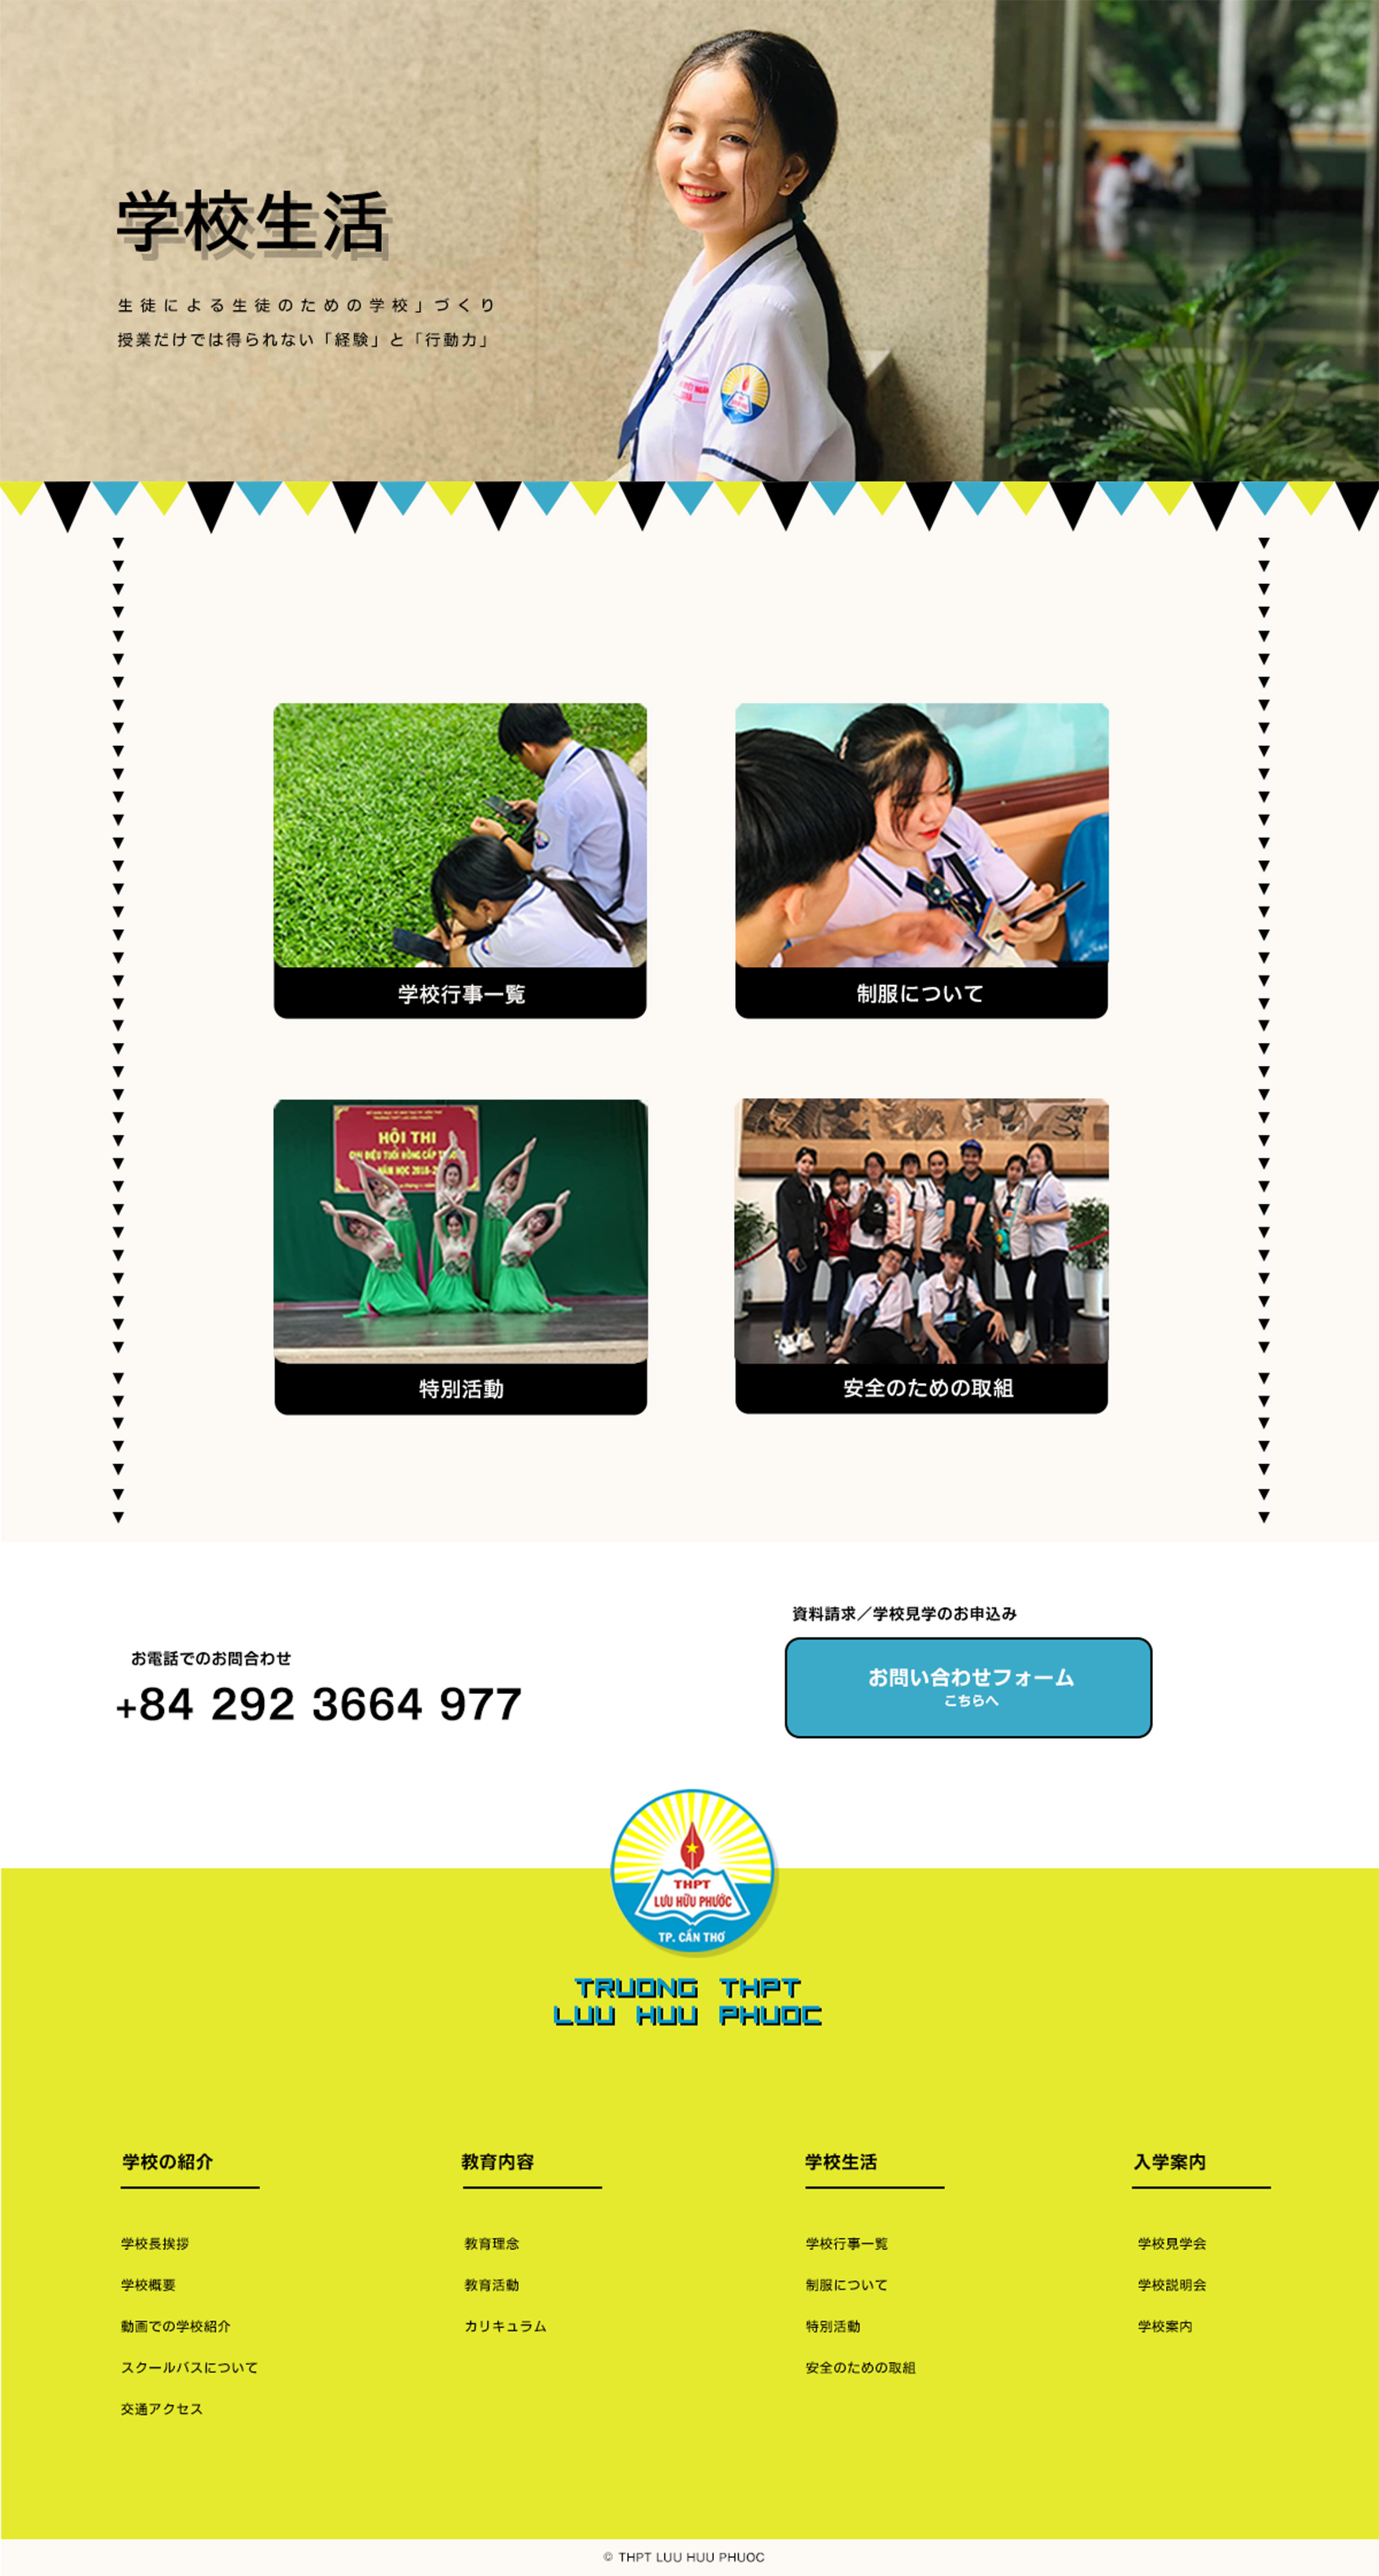 学校生活
生徒による生徒のための学校」づくり
授業だけでは得られない「経験」と「行動力」
学校行事一覧
制服について
HỘI THI
特別活動
安全のための取組
資料請求／学校見学のお申込み
お電話でのお問合わせ
+84 292 3664 977
お問い合わせフォーム
こちらへ
THPT
LƯU HỮU PHƯỚC
TP. CẦN THƠ
TRUONG THPT
LUU HUU PHUOC
学校の紹介
学校長挨拶
学校概要
動画での学校紹介
スクールバスについて
交通アクセス
教育内容
教育理念
教育活動
カリキュラム
学校生活
学校行事一覧
制服について
特別活動
安全のための取組
入学案内
学校見学会
学校説明会
学校案内
© THPT LUU HUU PHUOC